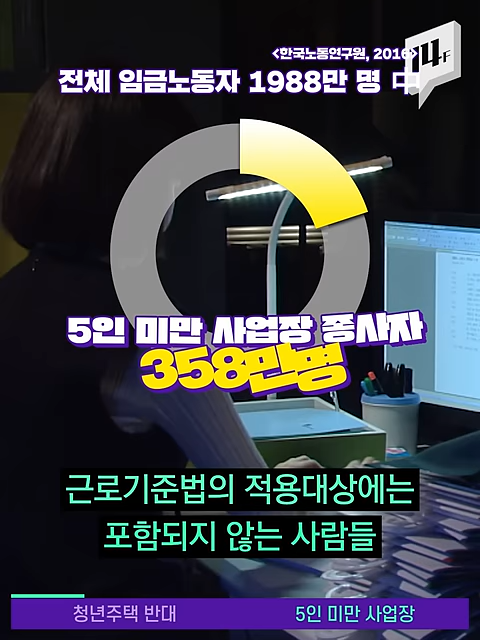 <한국노동연구원, 2016>
14F
전체 임금노동자 1988만 명 中
5인 미만 사업장 종사자
358만명
근로기준법의 적용대상에는
포함되지 않는 사람들
청년주택 반대 5인 미만 사업장